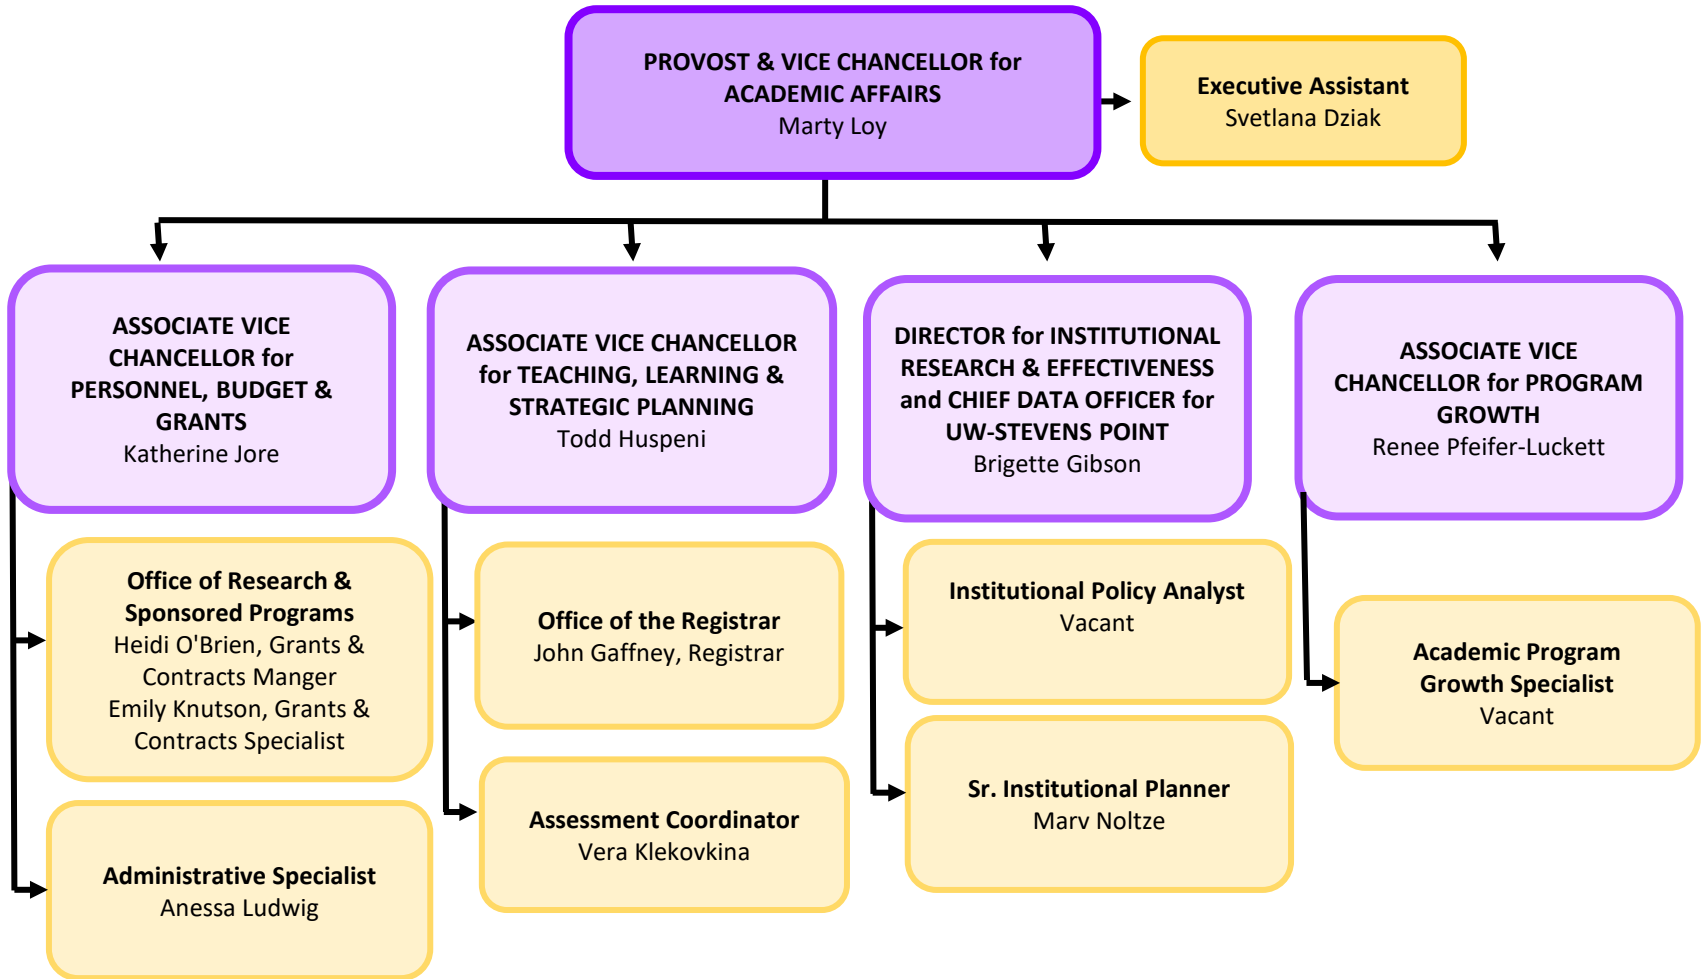 PROVOST & VICE CHANCELLOR for
ACADEMIC AFFAIRS
Marty Loy
Executive Assistant
Svetlana Dziak
ASSOCIATE VICE
CHANCELLOR for
PERSONNEL, BUDGET &
GRANTS
Katherine Jore
ASSOCIATE VICE CHANCELLOR
for TEACHING, LEARNING &
STRATEGIC PLANNING
Todd Huspeni
DIRECTOR for INSTITUTIONAL
RESEARCH & EFFECTIVENESS
and CHIEF DATA OFFICER for
UW-STEVENS POINT
Brigette Gibson
ASSOCIATE VICE
CHANCELLOR for PROGRAM
GROWTH
Renee Pfeifer-Luckett
Office of Research &
Sponsored Programs
Heidi O'Brien, Grants &
Contracts Manger
Emily Knutson, Grants &
Contracts Specialist
Administrative Specialist
Anessa Ludwig
Office of the Registrar
John Gaffney, Registrar
Assessment Coordinator
Vera Klekovkina
Institutional Policy Analyst
Vacant
Sr. Institutional Planner
Marv Noltze
Academic Program
Growth Specialist
Vacant